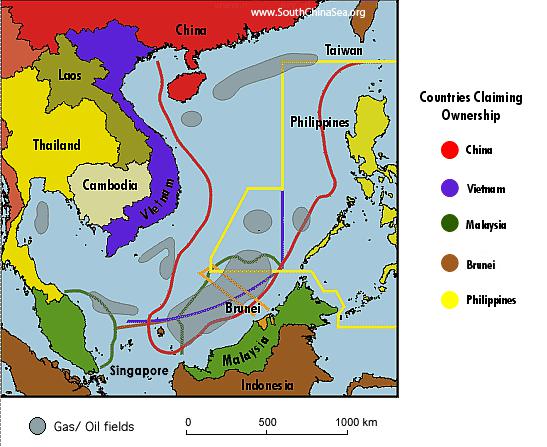 www.SouthChinaSea.org
China
Taiwan
Laos
Philippines
Thailand
Cambodia
Vietnam
Brunei
Malaysia
Singapore
Indonesia
Countries Claiming
Ownership
China
Vietnam
Malaysia
Brunei
Philippines
Gas/ Oil fields
0 500 1000 km